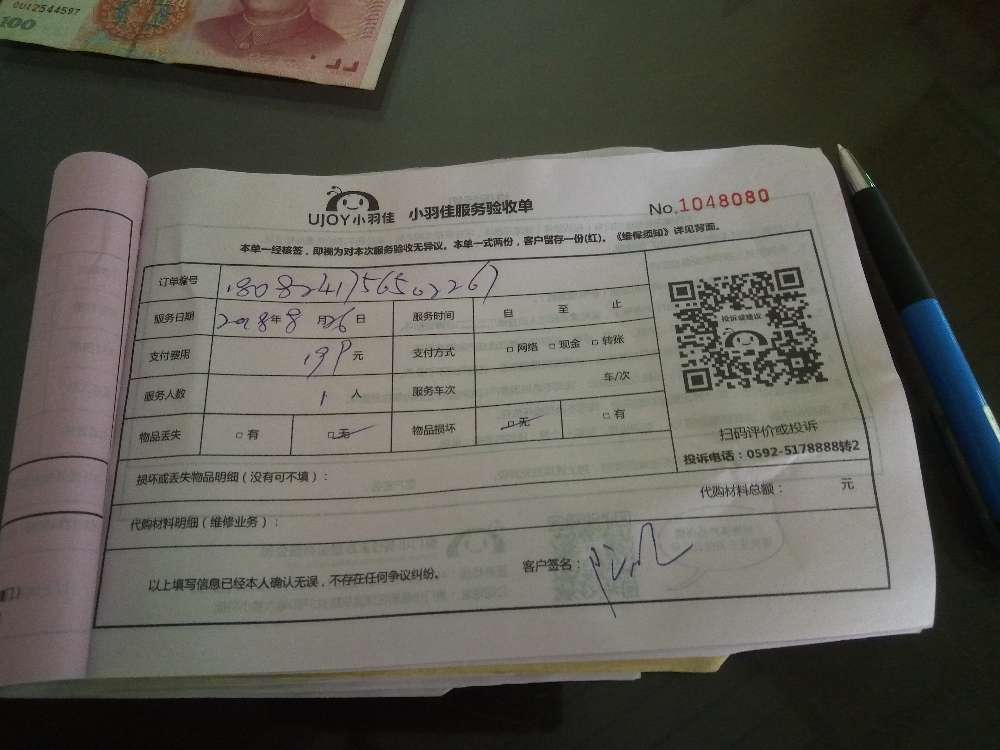 OU12544597
100
UJOY小羽佳 小羽佳服务验收单 No.1048080
本单一经核签，即视为对本次服务验收无异议。本单一式两份，客户留存一份(红)。《维保须知》详见背面。
订单编号
服务日期 2018年8月26日 服务时间 自 至 止
支付费用 199元 支付方式 □网络 □现金 □转张
服务人数 1人 服务车次 车/次
物品丢失 □有 □无 物品损坏 □无 □有
投诉或建议
扫码评价或投诉
投诉电话：0592-5178888转2
损坏或丢失物品明细（没有可不填）：
代购材料明细（维修业务）： 代购材料总额： 元
以上填写信息已经本人确认无误，不存在任何争议纠纷。 客户签名：